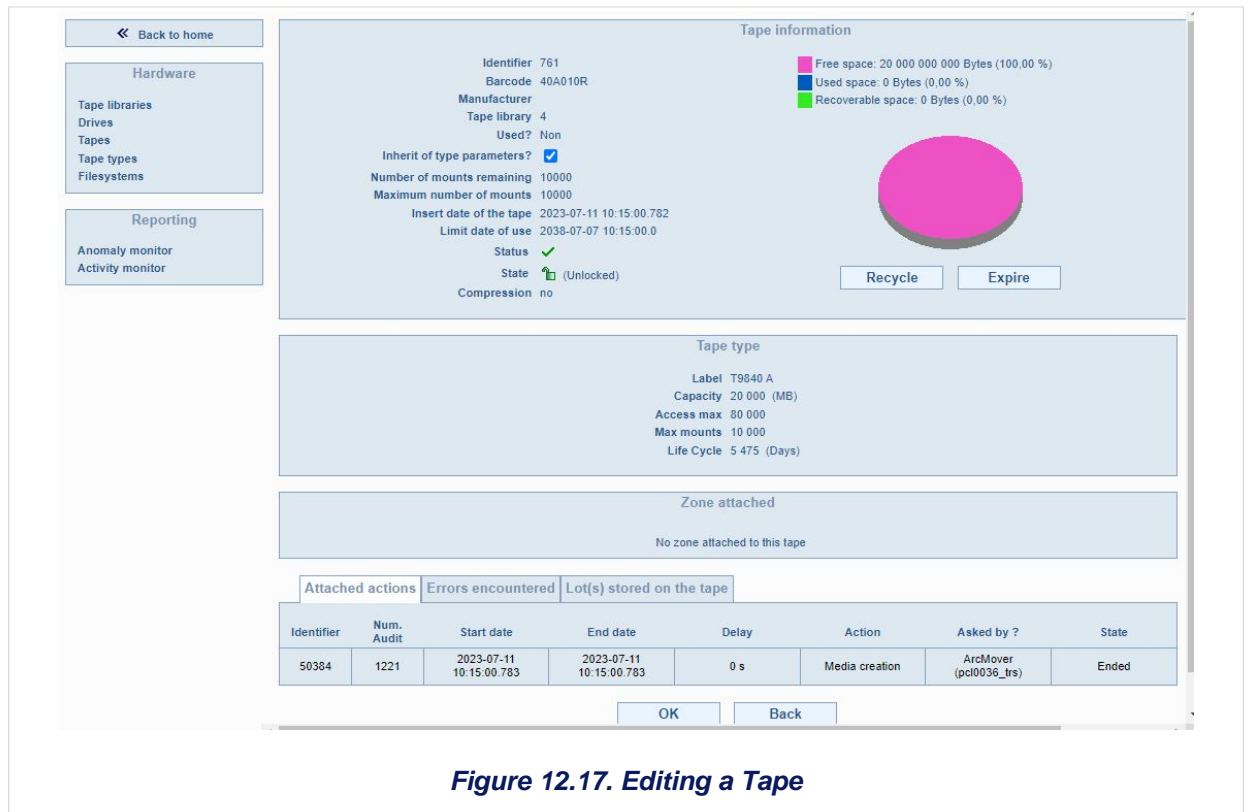 « Back to home
Hardware
Tape libraries
Drives
Tapes
Tape types
Filesystems
Reporting
Anomaly monitor
Activity monitor
Tape information
Identifier 761
Barcode 40A010R
Manufacturer
Tape library 4
Used? Non
Inherit of type parameters?
Number of mounts remaining 10000
Maximum number of mounts 10000
Insert date of the tape 2023-07-11 10:15:00.782
Limit date of use 2038-07-07 10:15:00.0
Status
State (Unlocked)
Compression no
Free space: 20 000 000 000 Bytes (100,00 %)
Used space: 0 Bytes (0,00 %)
Recoverable space: 0 Bytes (0,00 %)
Recycle Expire
Tape type
Label T9840 A
Capacity 20 000 (MB)
Access max 80 000
Max mounts 10 000
Life Cycle 5 475 (Days)
Zone attached
No zone attached to this tape
Attached actions Errors encountered Lot(s) stored on the tape
Identifier Num. Audit Start date End date Delay Action Asked by ? State
50384 1221 2023-07-11 10:15:00.783 2023-07-11 10:15:00.783 0 s Media creation ArcMover (pcl0036_trs) Ended
OK Back
Figure 12.17. Editing a Tape